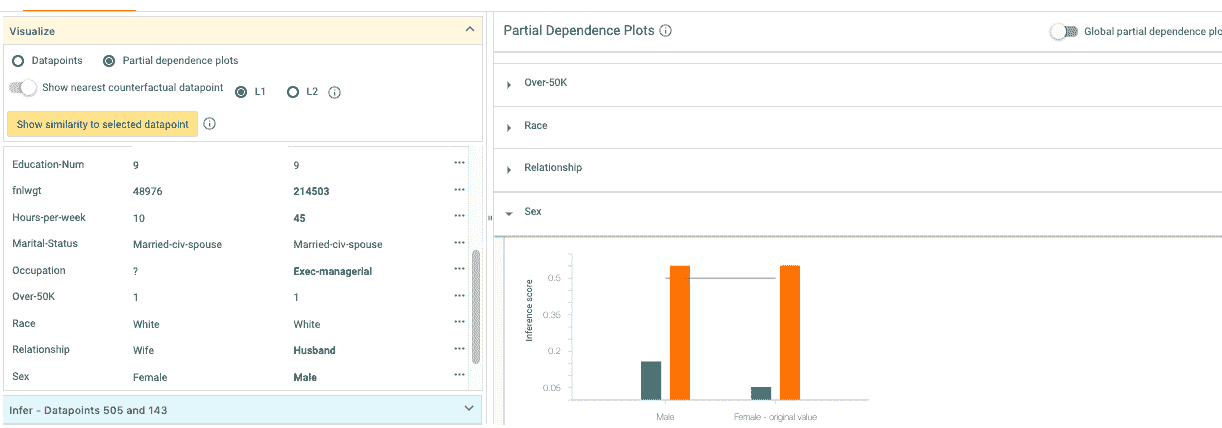 Visualize
Datapoints Partial dependence plots
Show nearest counterfactual datapoint L1 L2
Show similarity to selected datapoint
Education-Num 9 9 ...
fnlwgt 48976 214503 ...
Hours-per-week 10 45 ...
Marital-Status Married-civ-spouse Married-civ-spouse ...
Occupation ? Exec-managerial ...
Over-50K 1 1 ...
Race White White ...
Relationship Wife Husband ...
Sex Female Male ...
Infer - Datapoints 505 and 143
Partial Dependence Plots Global partial dependence plo
Over-50K
Race
Relationship
Sex
Inference score
0.5
0.35
0.2
0.05
Male Female - original value